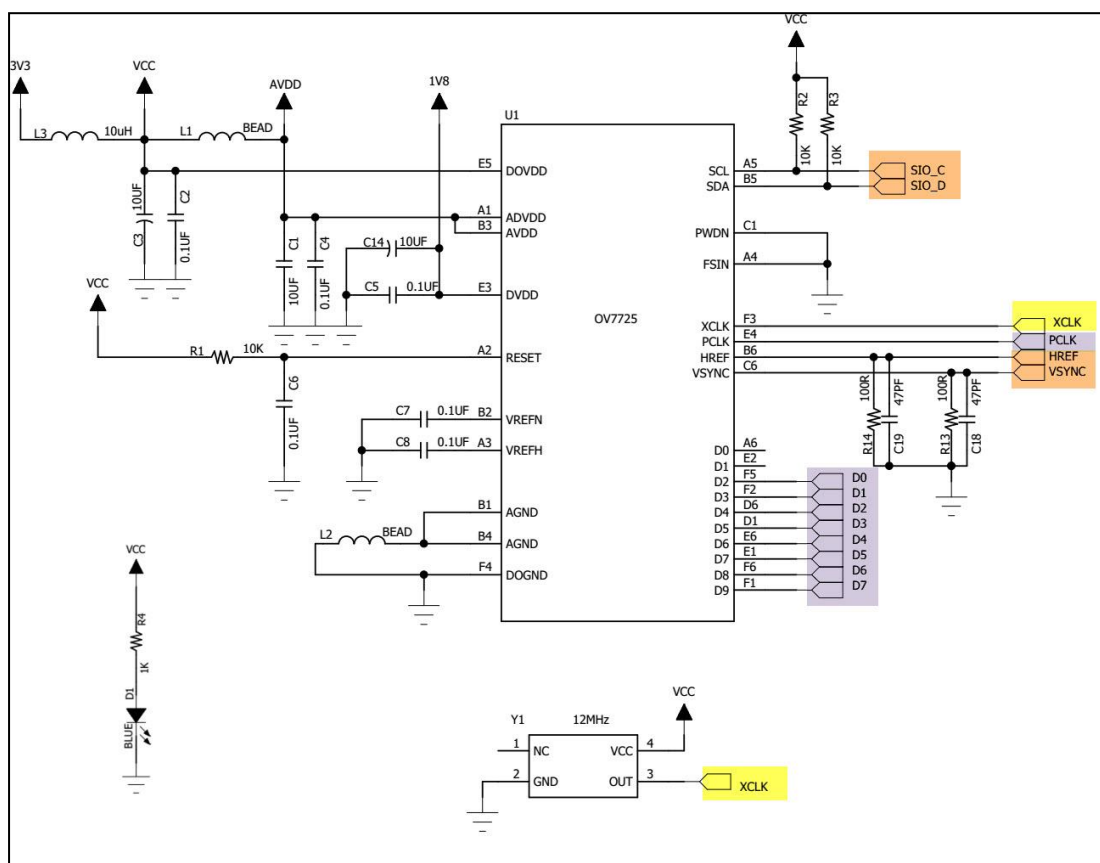 3V3
VCC
AVDD
1V8
VCC
L3
10uH
L1
BEAD
U1
R2
10K
R3
10K
E5
DOVDD
10UF
C3
C2
0.1UF
A1
ADVDD
B3
AVDD
C1
10UF
C4
0.1UF
C14
10UF
C5
0.1UF
E3
DVDD
OV7725
SCL
A5
SIO_C
SDA
B5
SIO_D
PWDN
C1
FSIN
A4
XCLK
F3
XCLK
PCLK
E4
PCLK
HREF
B6
HREF
VSYNC
C6
VSYNC
VCC
R1
10K
A2
RESET
C6
0.1UF
C7
0.1UF
B2
VREFN
C8
0.1UF
A3
VREFH
100R
R14
47PF
C19
100R
R13
47PF
C18
B1
AGND
L2
BEAD
B4
AGND
F4
DOGND
D0
A6
D1
E2
D2
F5
D0
D3
F2
D1
D4
D6
D2
D5
D1
D3
D6
E6
D4
D7
E1
D5
D8
F6
D6
D9
F1
D7
VCC
R4
1K
D1
BLUE
Y1
12MHz
VCC
1
NC
VCC
4
2
GND
OUT
3
XCLK